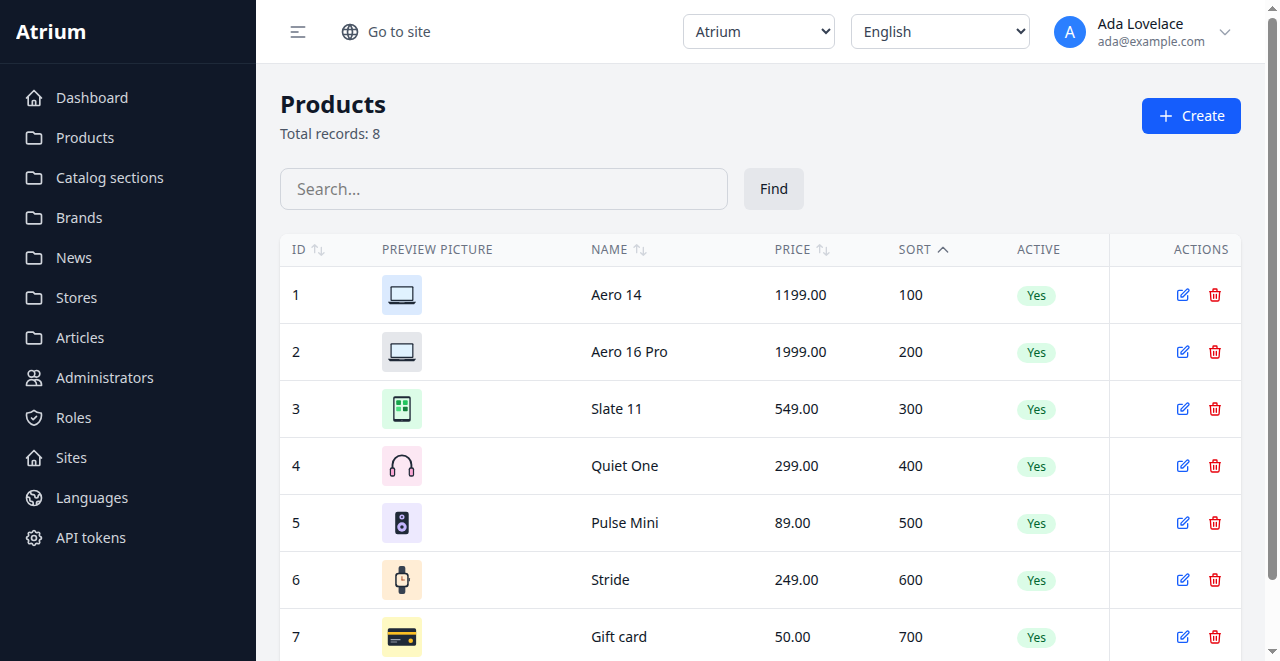 Atrium
Go to site
Atrium
English
A
Ada Lovelace
ada@example.com
Dashboard
Products
Catalog sections
Brands
News
Stores
Articles
Administrators
Roles
Sites
Languages
API tokens
Products
Total records: 8
Create
Search...
Find
ID PREVIEW PICTURE NAME PRICE SORT ACTIVE ACTIONS
1 Aero 14 1199.00 100 Yes
2 Aero 16 Pro 1999.00 200 Yes
3 Slate 11 549.00 300 Yes
4 Quiet One 299.00 400 Yes
5 Pulse Mini 89.00 500 Yes
6 Stride 249.00 600 Yes
7 Gift card 50.00 700 Yes